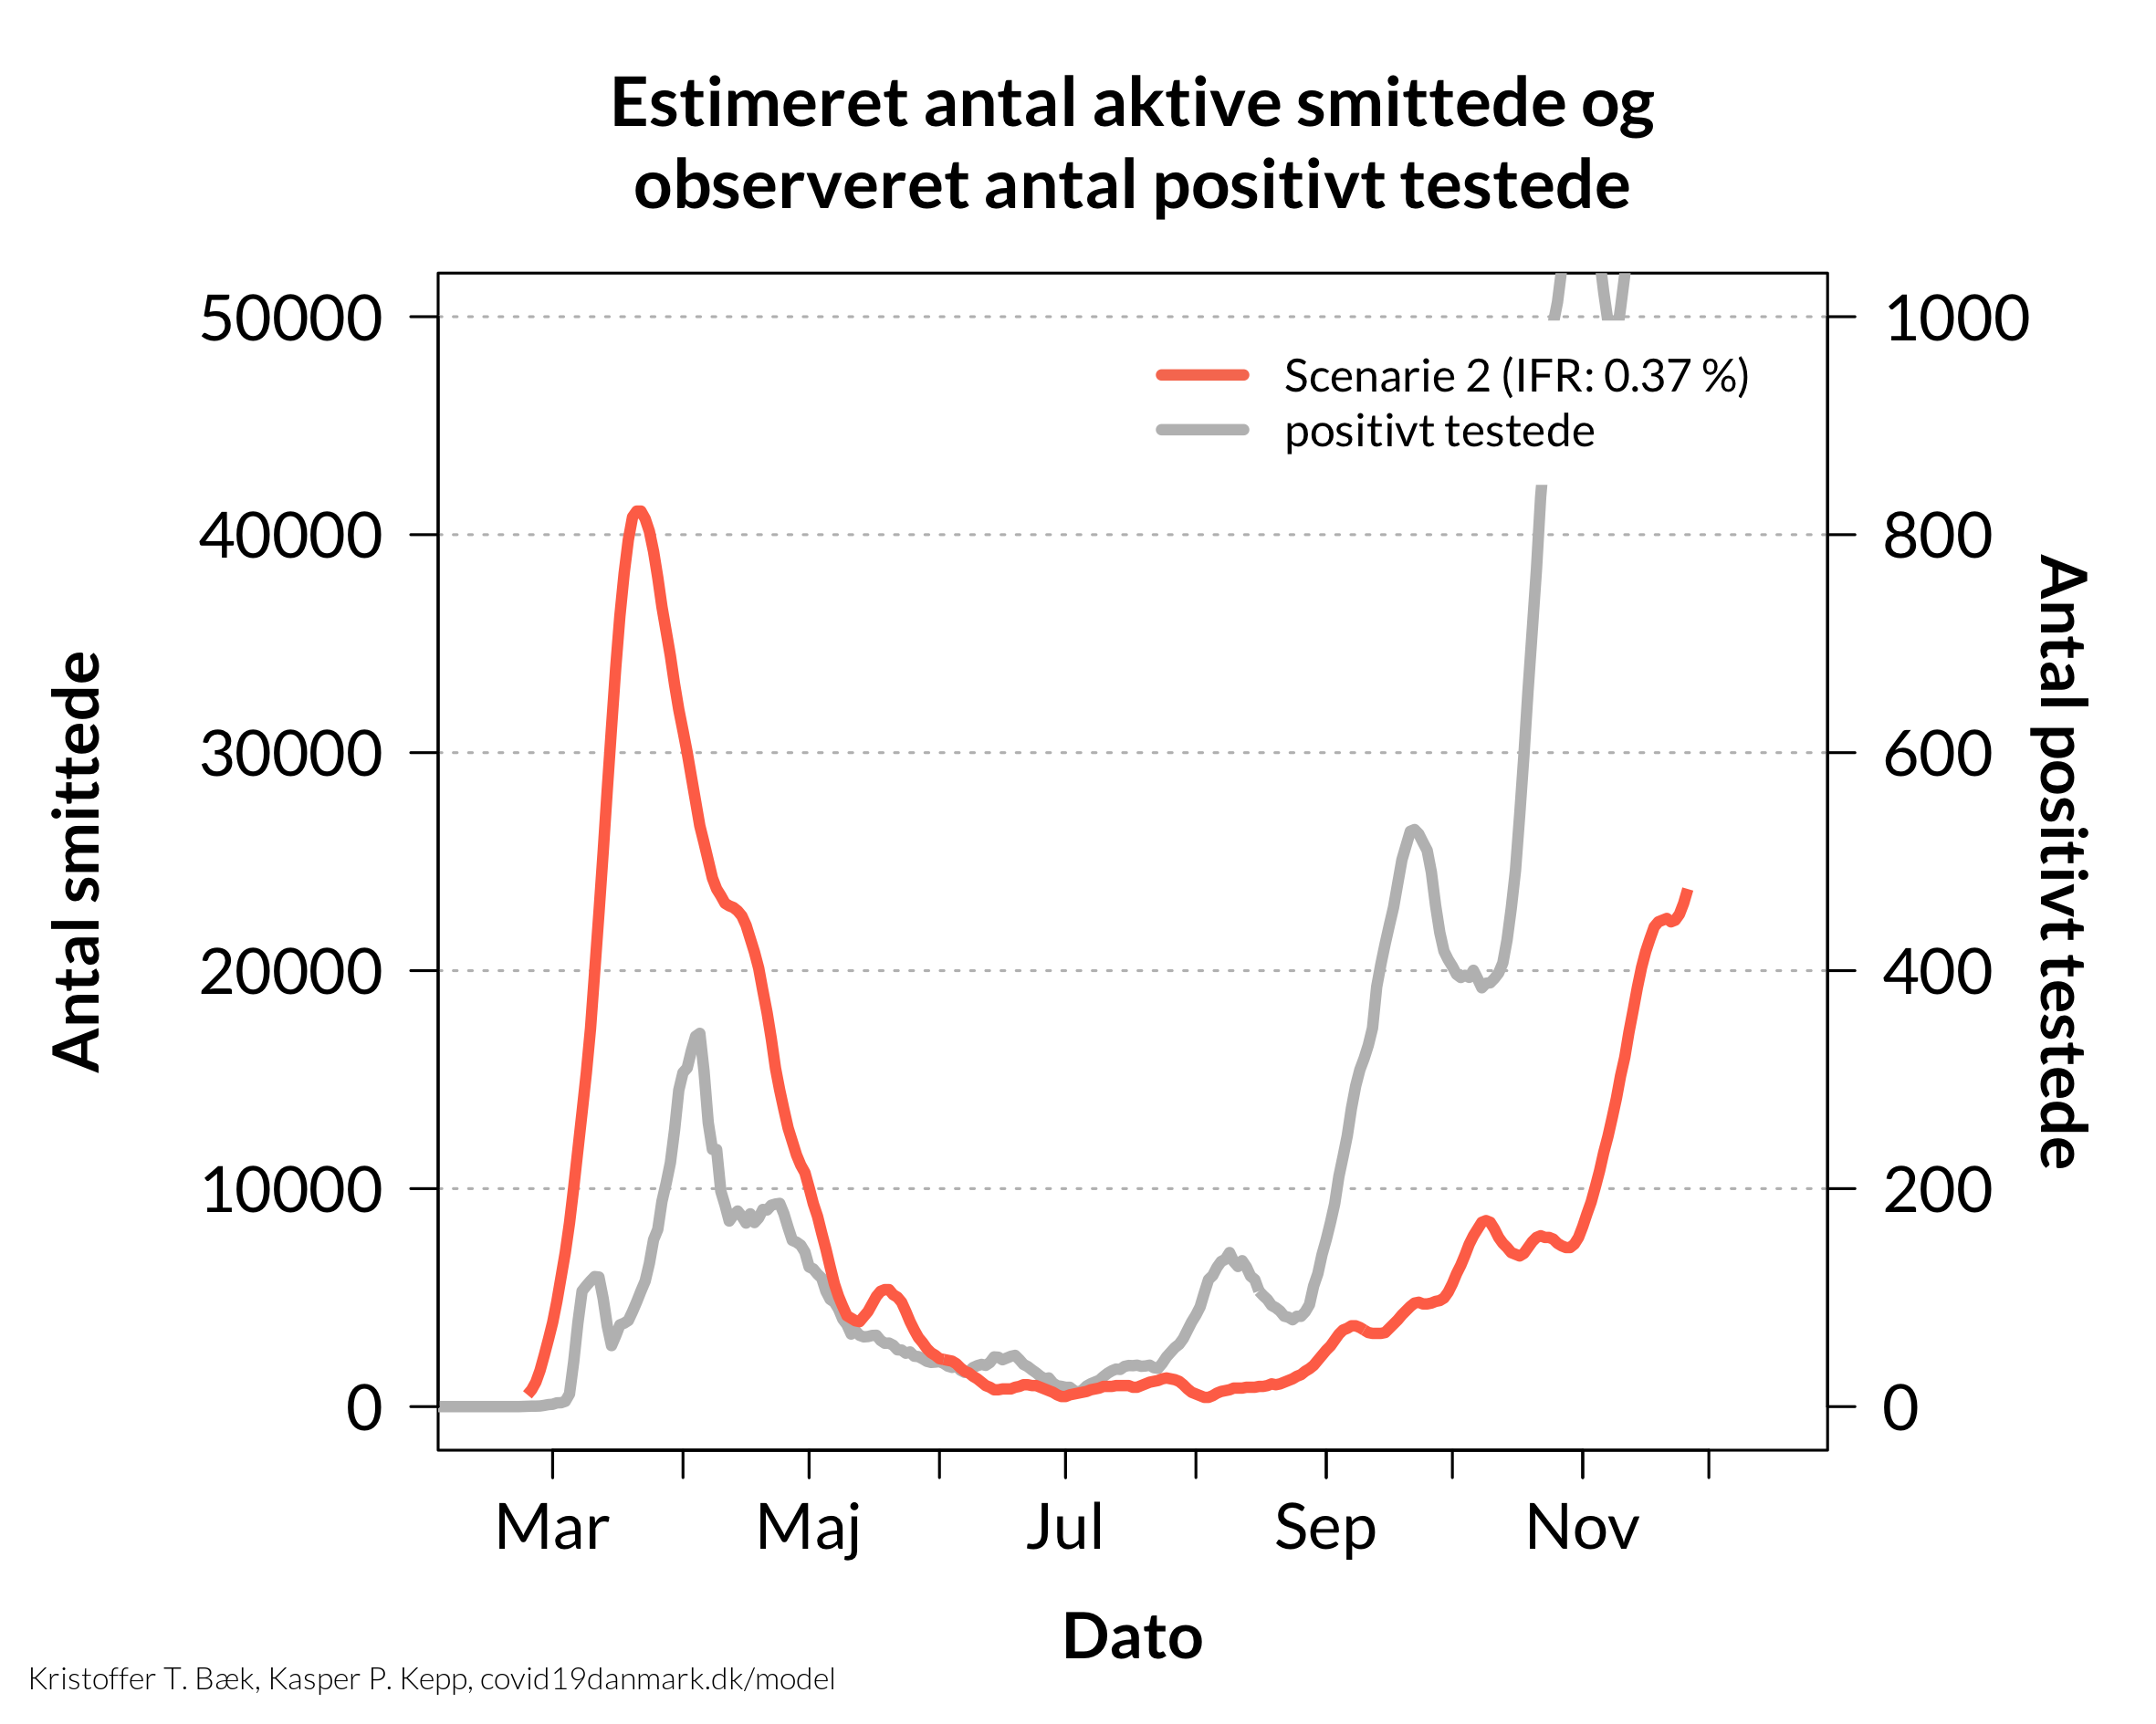 Estimeret antal aktive smittede og
observeret antal positivt testede
50000
40000
30000
20000
10000
0
Antal smittede
1000
800
600
400
200
0
Antal positivt testede
Scenarie 2 (IFR: 0.37 %)
positivt testede
Mar Maj Jul Sep Nov
Dato
Kristoffer T. Bæk, Kasper P. Kepp, covid19danmark.dk/model